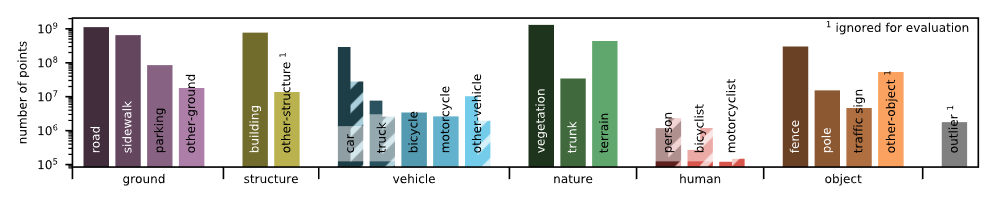 ¹ ignored for evaluation
number of points
10⁹
10⁸
10⁷
10⁶
10⁵
road
sidewalk
parking
other-ground
building
other-structure ¹
car
truck
bicycle
motorcycle
other-vehicle
vegetation
trunk
terrain
person
bicyclist
motorcyclist
fence
pole
traffic sign
other-object ¹
outlier ¹
ground
structure
vehicle
nature
human
object